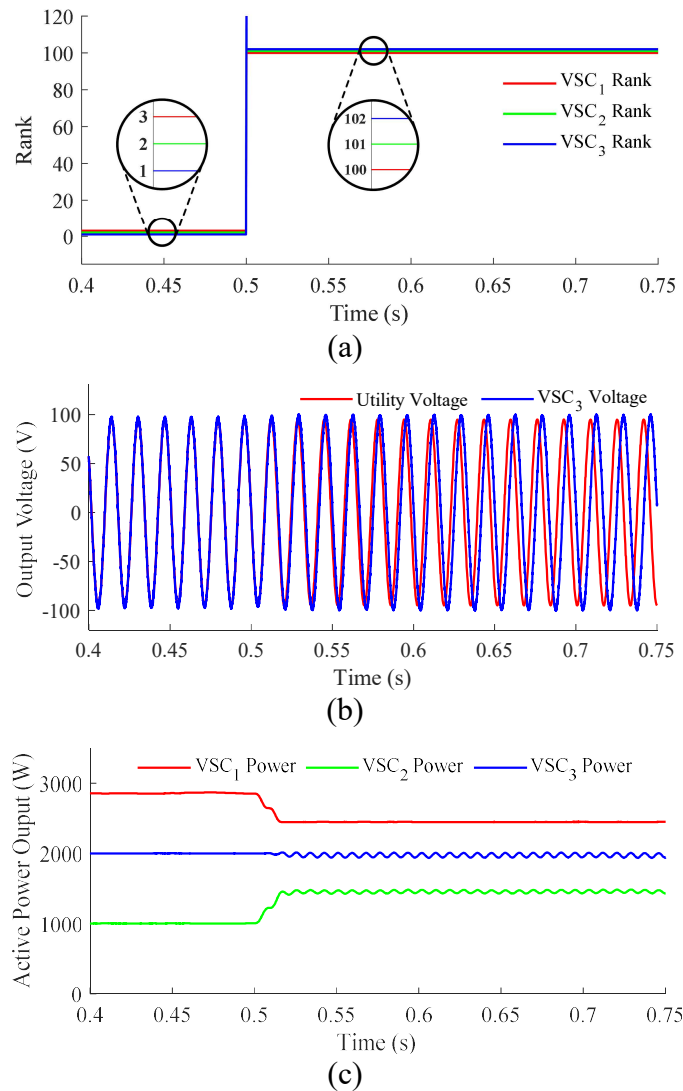 120
100
80
60
40
20
0
Rank
3
2
1
102
101
100
VSC1 Rank
VSC2 Rank
VSC3 Rank
0.4 0.45 0.5 0.55 0.6 0.65 0.7 0.75
Time (s)
(a)
Utility Voltage VSC3 Voltage
100
50
0
-50
-100
Output Voltage (V)
0.4 0.45 0.5 0.55 0.6 0.65 0.7 0.75
Time (s)
(b)
VSC1 Power VSC2 Power VSC3 Power
3000
2000
1000
0
Active Power Ouput (W)
0.4 0.45 0.5 0.55 0.6 0.65 0.7 0.75
Time (s)
(c)